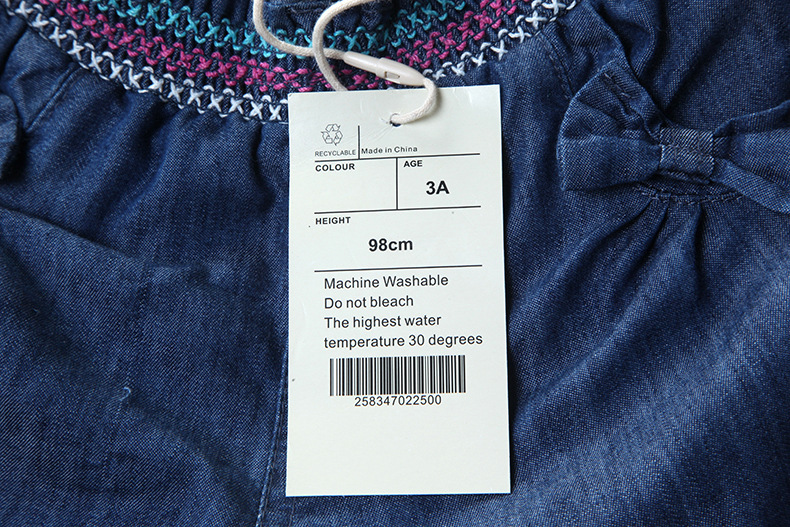 RECYCLABLE
Made in China
COLOUR
AGE
3A
HEIGHT
98cm
Machine Washable
Do not bleach
The highest water
temperature 30 degrees
258347022500